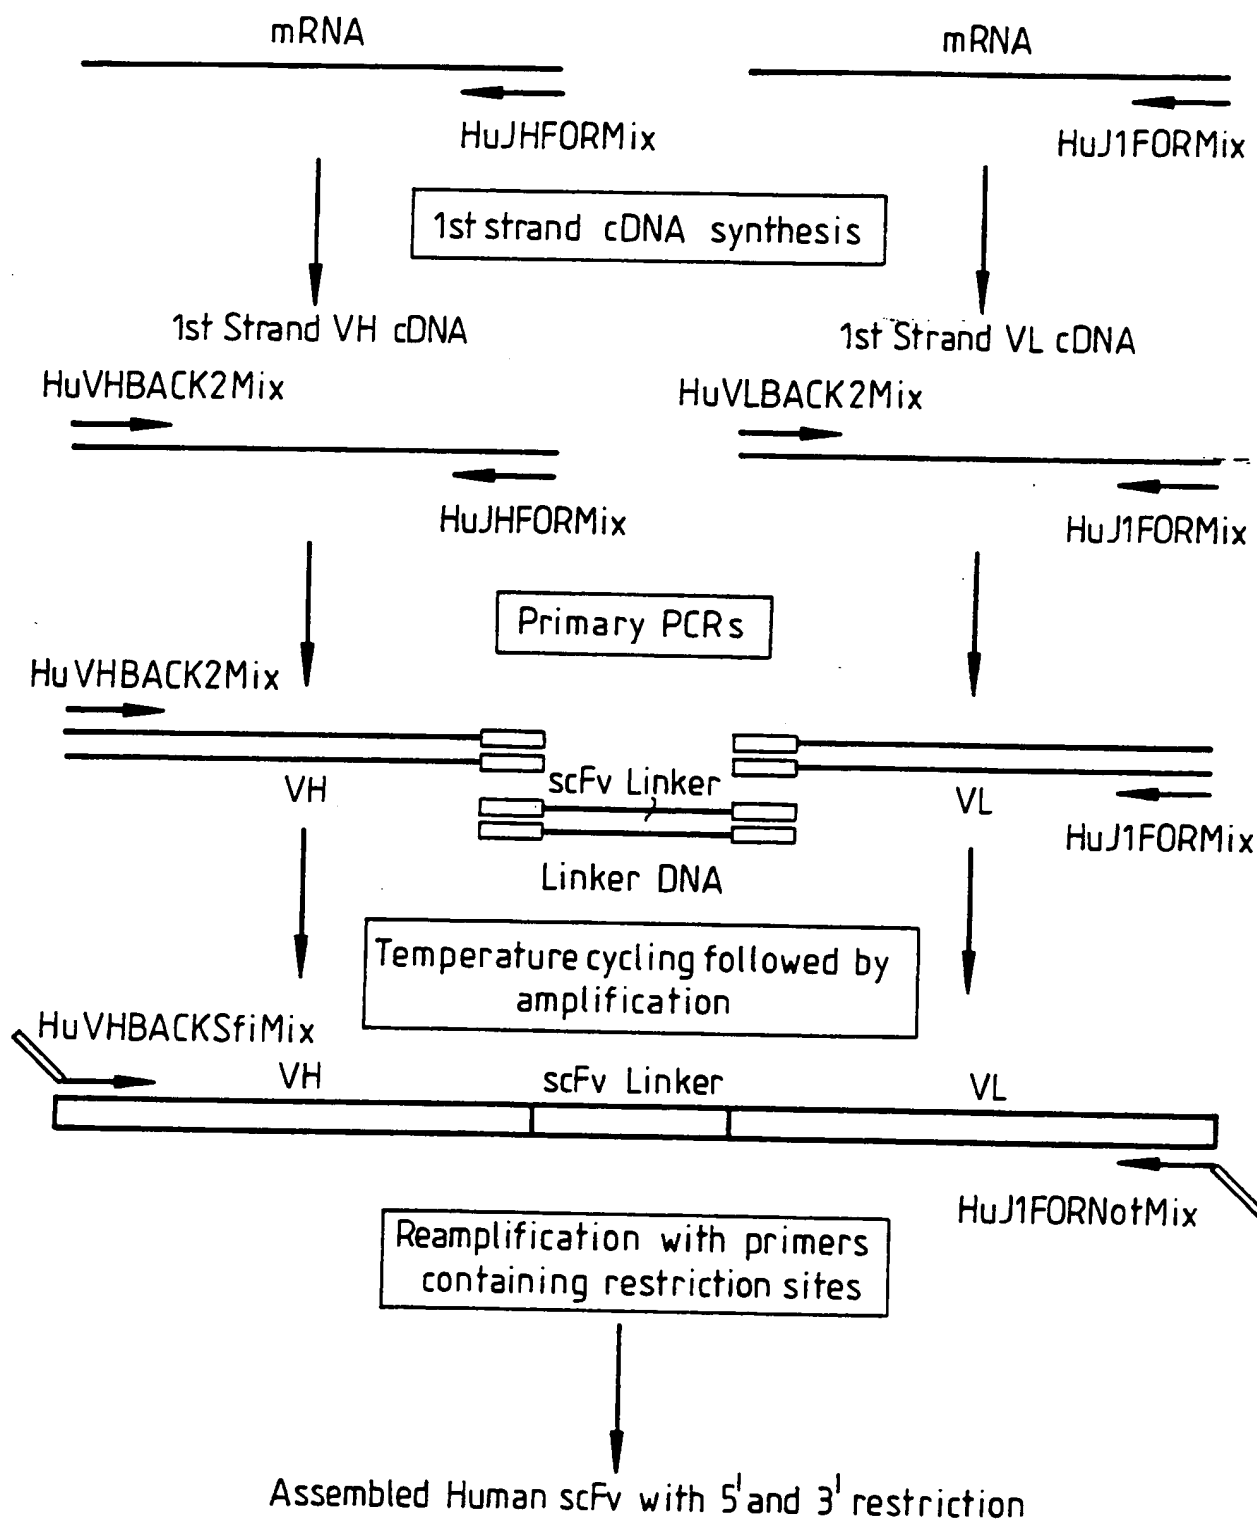 mRNA
mRNA
HuJHFORMix
HuJ1FORMix
1st strand cDNA synthesis
1st Strand VH cDNA
1st Strand VL cDNA
HuVHBACK2Mix
HuVLBACK2Mix
HuJHFORMix
HuJ1FORMix
Primary PCRs
HuVHBACK2Mix
VH
scFv Linker
VL
HuJ1FORMix
Linker DNA
Temperature cycling followed by
amplification
HuVHBACKSfiMix
VH
scFv Linker
VL
HuJ1FORNotMix
Reamplification with primers
containing restriction sites
Assembled Human scFv with 5' and 3' restriction